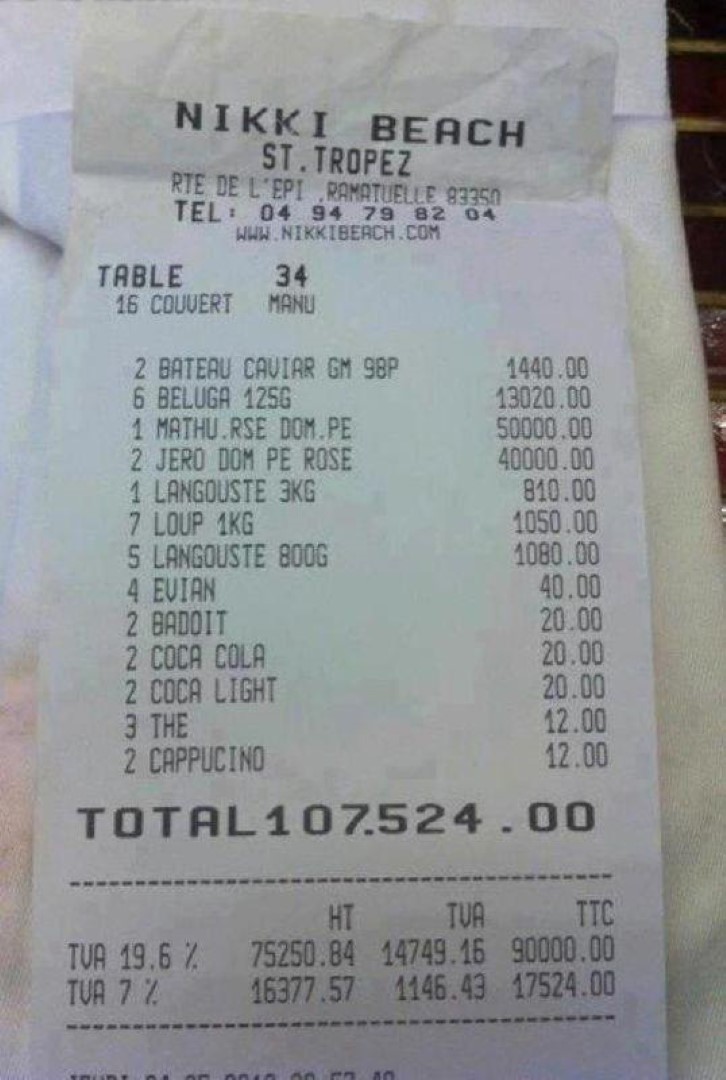 NIKKI BEACH
ST.TROPEZ
RTE DE L'EPI .RAMATUELLE 83350
TEL: 04 94 79 82 04
WWW.NIKKIBEACH.COM
TABLE 34
16 COUVERT MANU
2 BATEAU CAVIAR GM 98P 1440.00
6 BELUGA 125G 13020.00
1 MATHU.RSE DOM.PE 50000.00
2 JERO DOM PE ROSE 40000.00
1 LANGOUSTE 3KG 810.00
7 LOUP 1KG 1050.00
5 LANGOUSTE 800G 1080.00
4 EVIAN 40.00
2 BADOIT 20.00
2 COCA COLA 20.00
2 COCA LIGHT 20.00
3 THE 12.00
2 CAPPUCINO 12.00
TOTAL107.524.00
HT TVA TTC
TVA 19.6 % 75250.84 14749.16 90000.00
TVA 7 % 16377.57 1146.43 17524.00